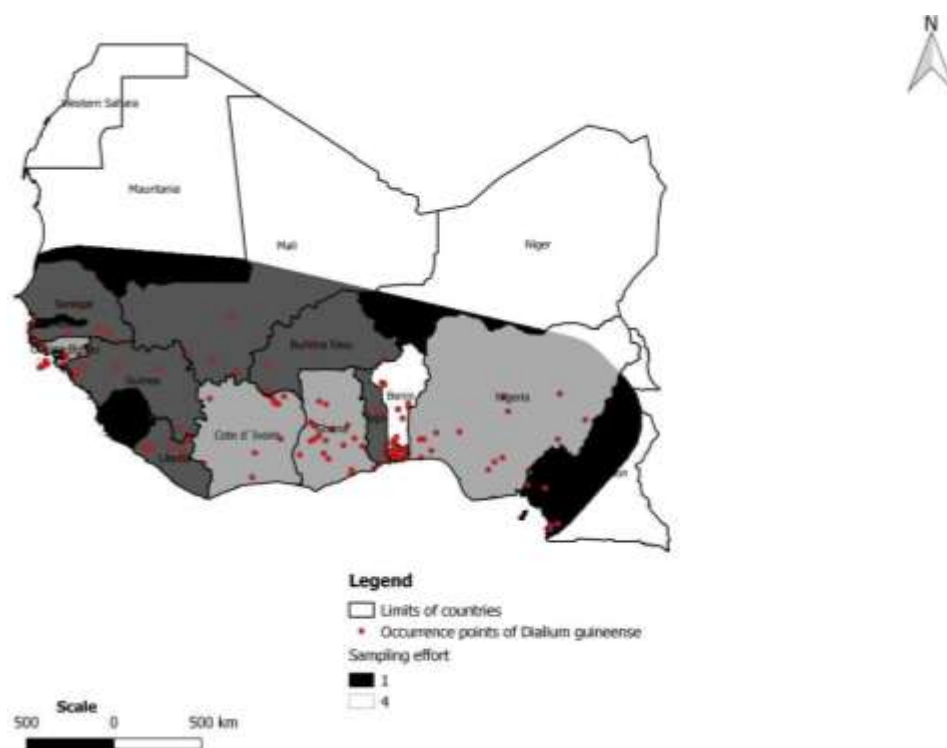 N
Western Sahara
Mauritania
Mali
Niger
Senegal
Burkina Faso
Guinea
Benin
Nigeria
Cote d'Ivoire
Legend
Limits of countries
Occurrence points of Dialium guineense
Sampling effort
1
4
Scale
500 0 500 km